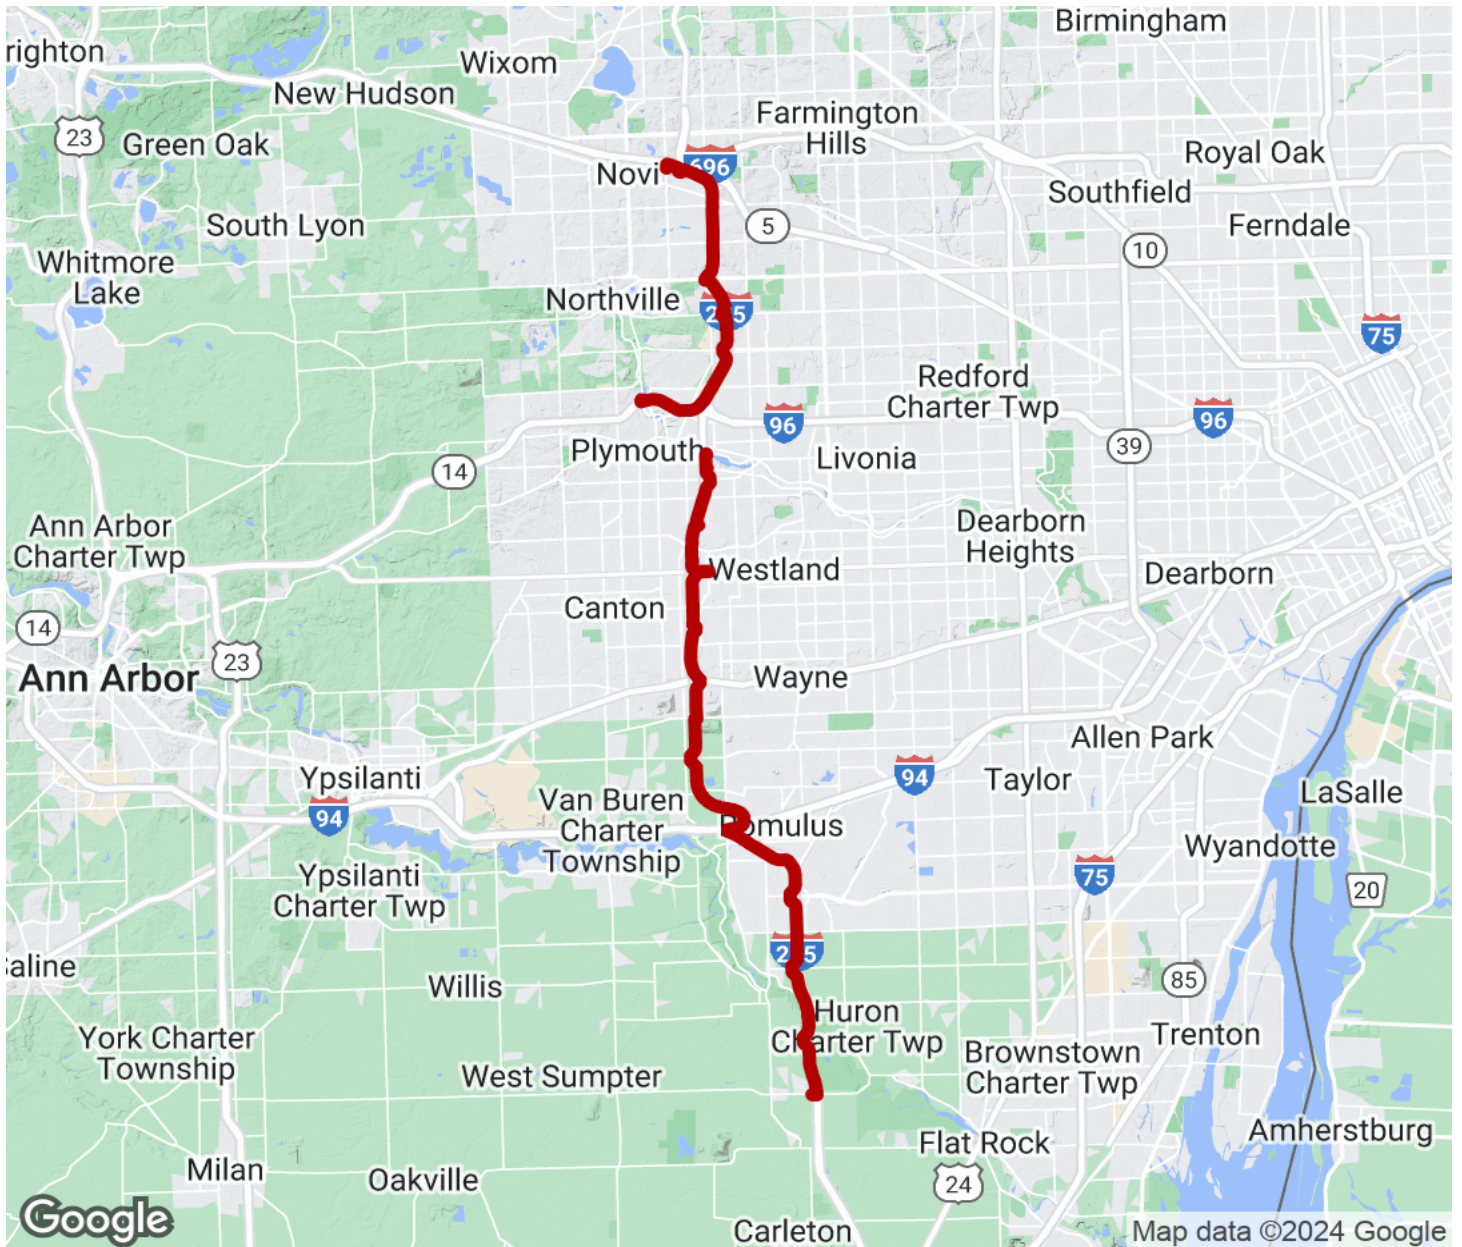 Birmingham
righton
Wixom
New Hudson
Farmington
Hills
23
Green Oak
Royal Oak
696
Novi
Southfield
South Lyon
5
Ferndale
10
Whitmore
Lake
Northville
75
Redford
Charter Twp
96
96
39
Plymouth
Livonia
14
Ann Arbor
Charter Twp
Dearborn
Heights
Westland
Dearborn
Canton
14
23
Ann Arbor
Wayne
Allen Park
Ypsilanti
94
Taylor
LaSalle
Van Buren
Charter
Township
94
Romulus
Wyandotte
Ypsilanti
Charter Twp
75
20
aline
Willis
85
Huron
Charter Twp
Trenton
York Charter
Township
Brownstown
Charter Twp
West Sumpter
Amherstburg
Flat Rock
Milan
Oakville
24
Carleton
Google
Map data ©2024 Google